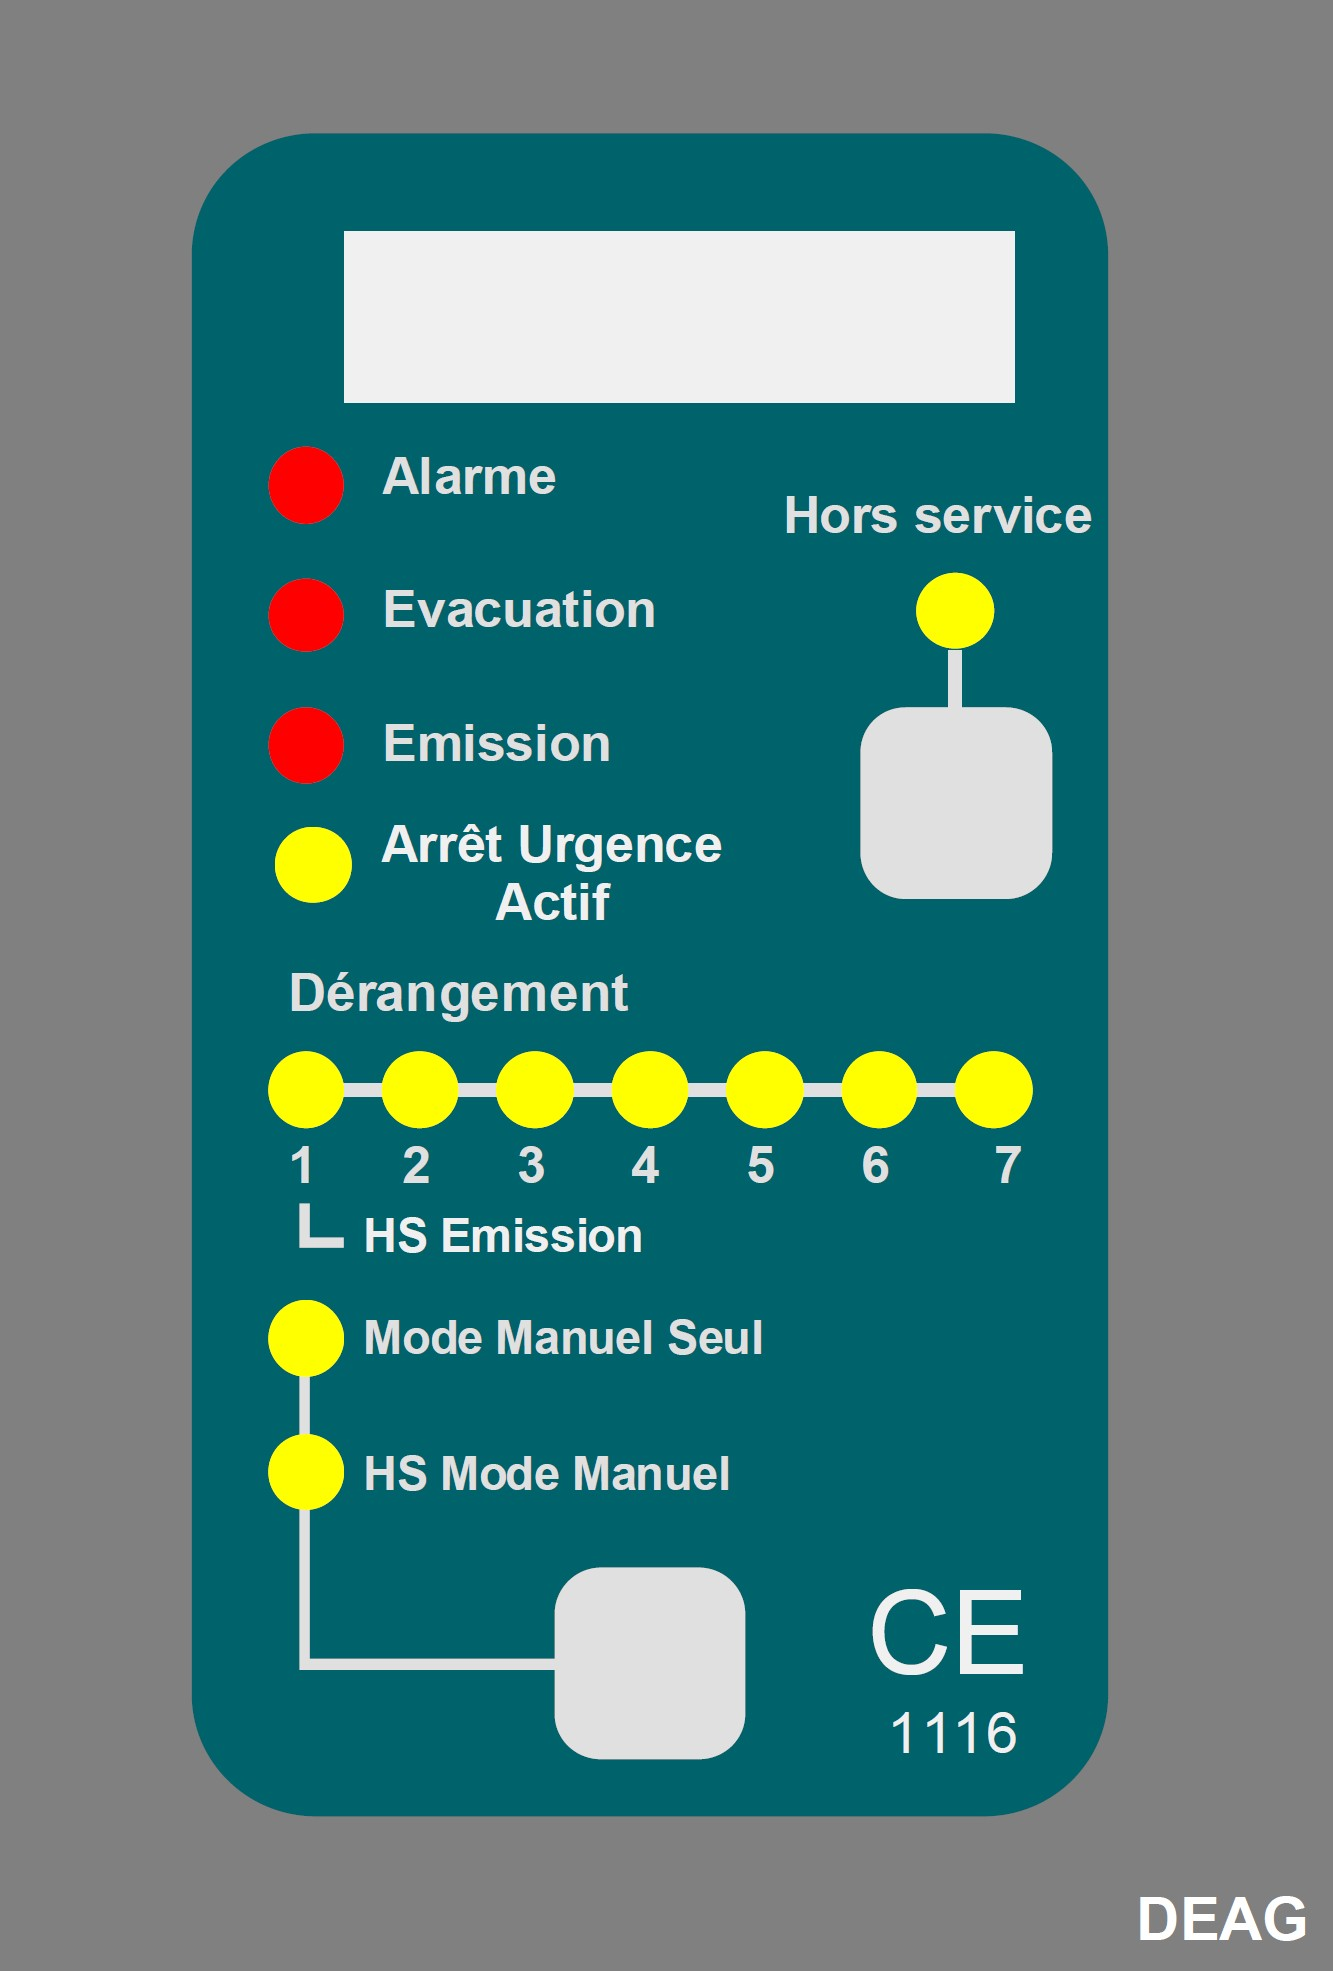 Alarme
Hors service
Evacuation
Emission
Arrêt Urgence
Actif
Dérangement
1 2 3 4 5 6 7
HS Emission
Mode Manuel Seul
HS Mode Manuel
CE
1116
DEAG